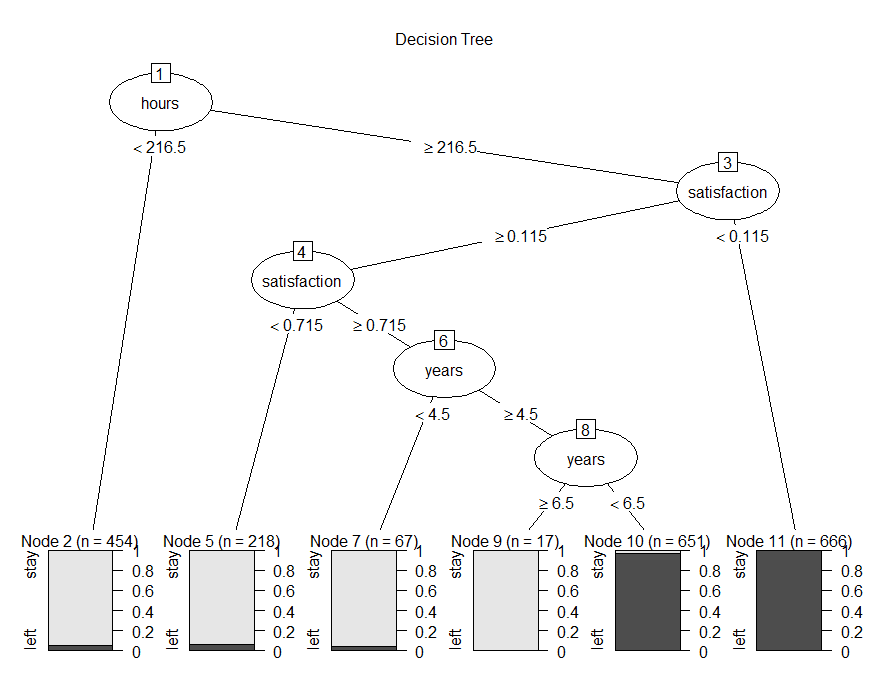 Decision Tree
1
hours
< 216.5
≥ 216.5
3
satisfaction
≥ 0.115
< 0.115
4
satisfaction
< 0.715
≥ 0.715
6
years
< 4.5
≥ 4.5
8
years
≥ 6.5
< 6.5
Node 2 (n = 454)
stay
left
1
0.8
0.6
0.4
0.2
0
Node 5 (n = 218)
stay
left
1
0.8
0.6
0.4
0.2
0
Node 7 (n = 67)
stay
left
1
0.8
0.6
0.4
0.2
0
Node 9 (n = 17)
stay
left
1
0.8
0.6
0.4
0.2
0
Node 10 (n = 651)
stay
left
1
0.8
0.6
0.4
0.2
0
Node 11 (n = 666)
stay
left
1
0.8
0.6
0.4
0.2
0